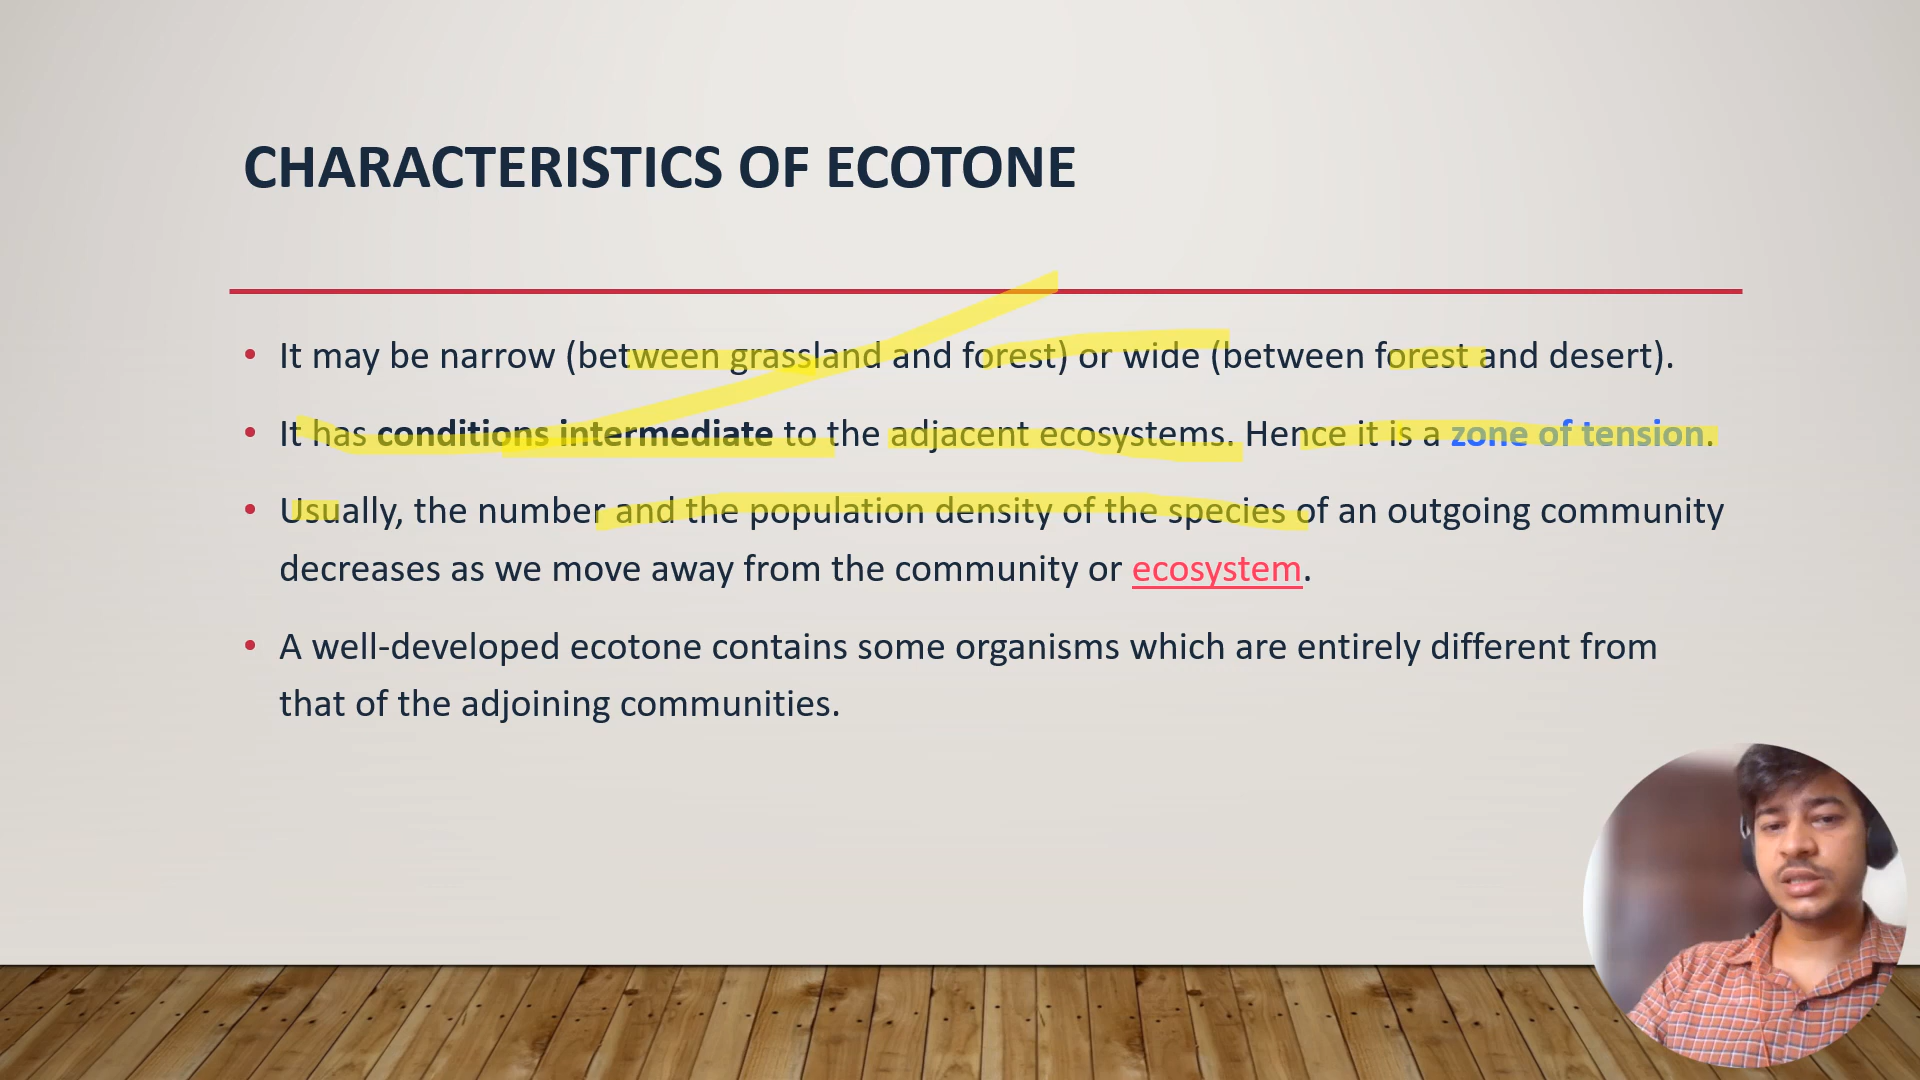 CHARACTERISTICS OF ECOTONE
• It may be narrow (between grassland and forest) or wide (between forest and desert).
• It has conditions intermediate to the adjacent ecosystems. Hence it is a zone of tension.
• Usually, the number and the population density of the species of an outgoing community
decreases as we move away from the community or ecosystem.
• A well-developed ecotone contains some organisms which are entirely different from
that of the adjoining communities.